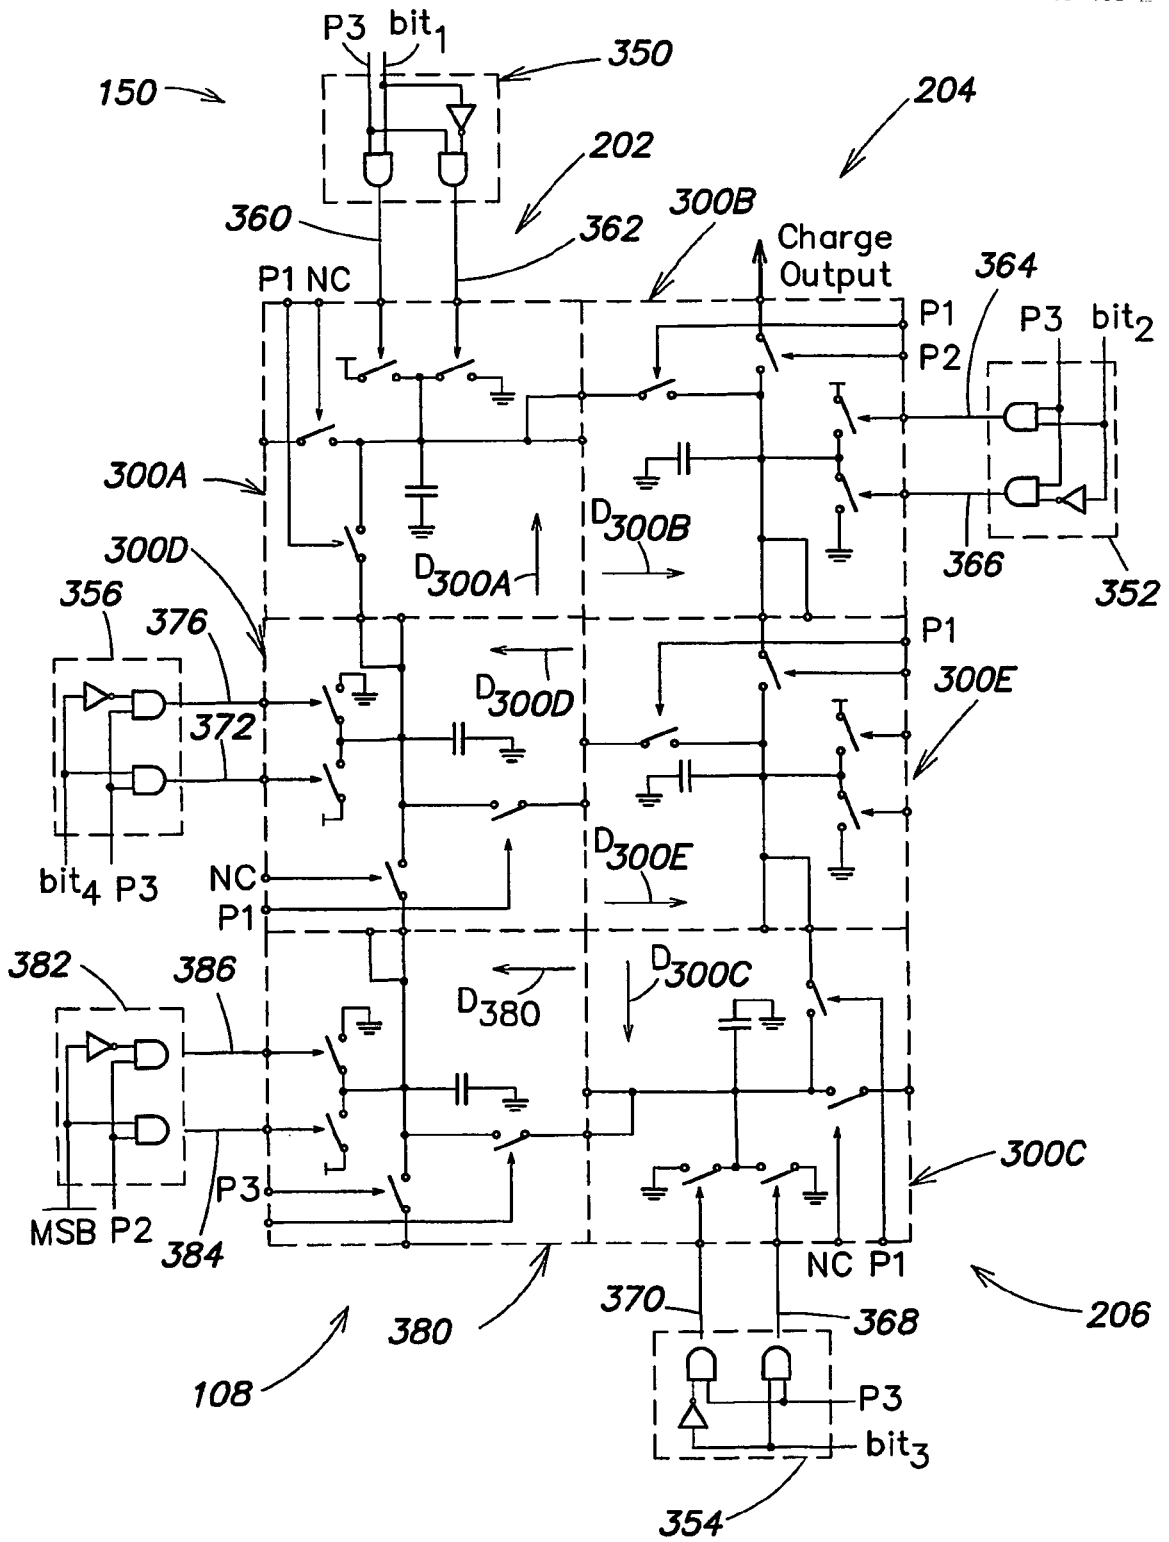 P3 bit1
350
150
204
202
300B
360
362
Charge
Output
364
P1 NC
P1
P3 bit2
P2
300A
D300B
300D
D300A
366
352
356
376
P1
D300D
300E
372
D300E
bit4 P3
NC
P1
382
386
D300C
D380
300C
P3
MSB P2
384
NC P1
370
368
380
206
108
P3
bit3
354